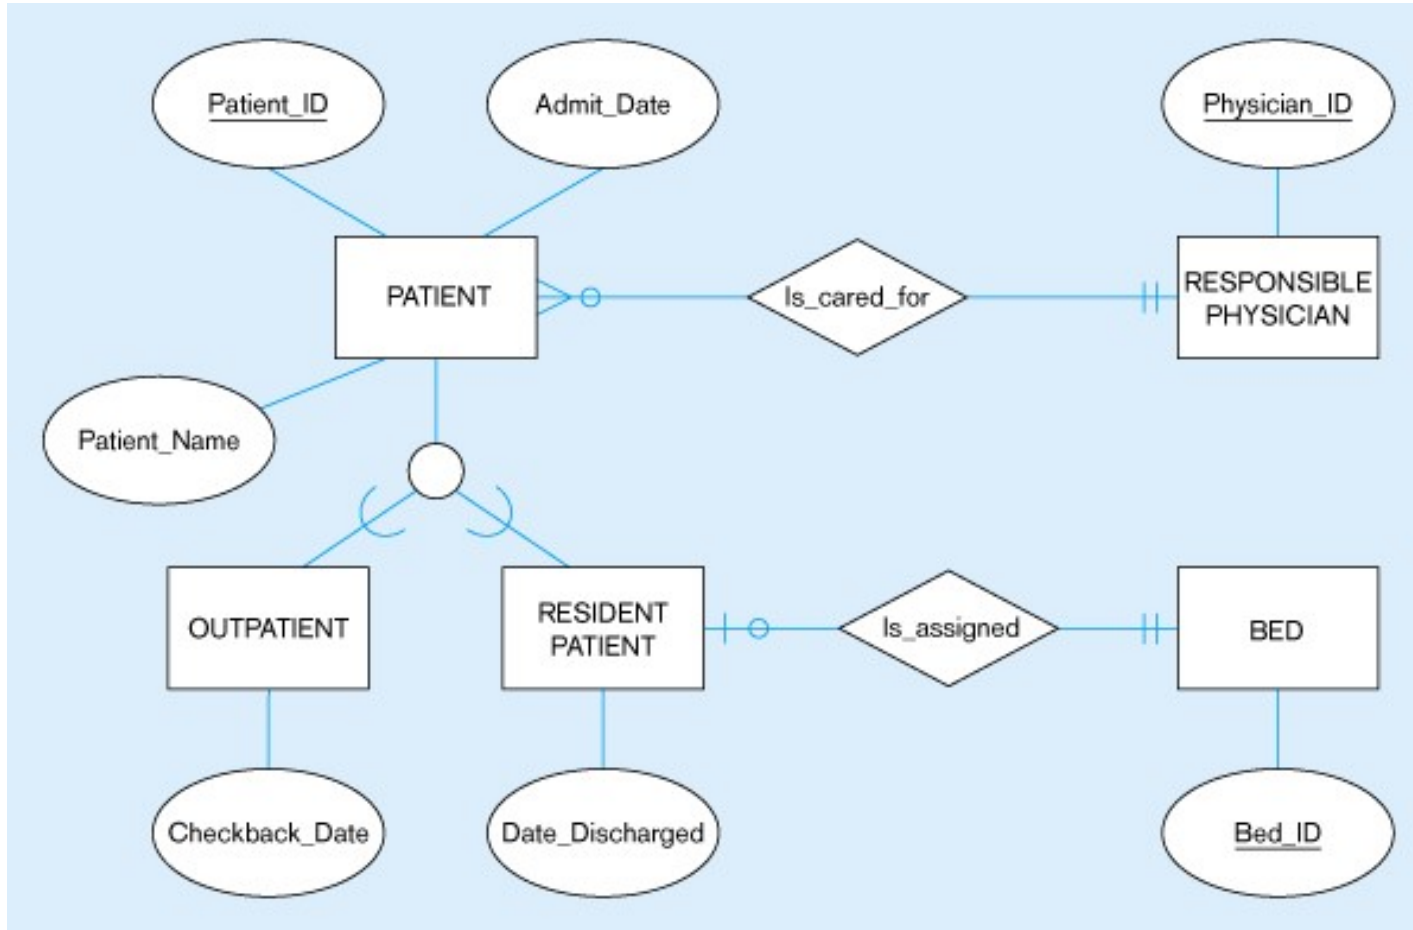 Patient_ID
Admit_Date
Physician_ID
PATIENT
Is_cared_for
RESPONSIBLE
PHYSICIAN
Patient_Name
OUTPATIENT
RESIDENT
PATIENT
Is_assigned
BED
Checkback_Date
Date_Discharged
Bed_ID